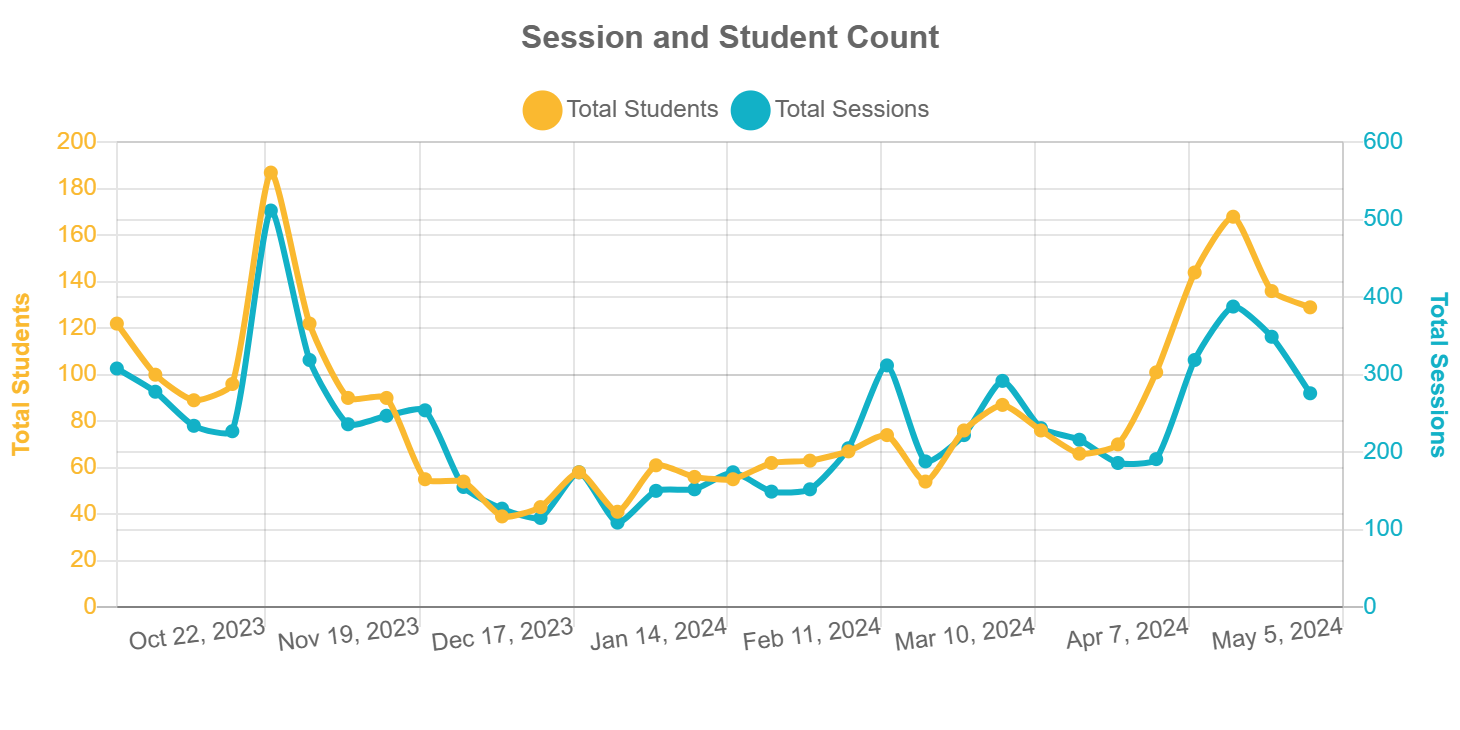 Session and Student Count
Total Students
Total Sessions
200
180
160
140
120
100
80
60
40
20
0
Total Students
600
500
400
300
200
100
0
Total Sessions
Oct 22, 2023
Nov 19, 2023
Dec 17, 2023
Jan 14, 2024
Feb 11, 2024
Mar 10, 2024
Apr 7, 2024
May 5, 2024